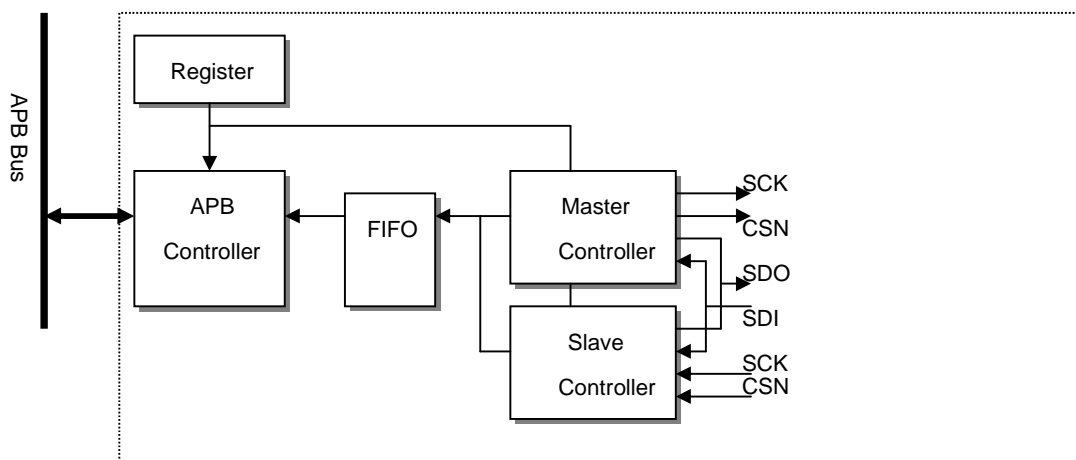 APB Bus
Register
APB
Controller
FIFO
Master
Controller
Slave
Controller
SCK
CSN
SDO
SDI
SCK
CSN